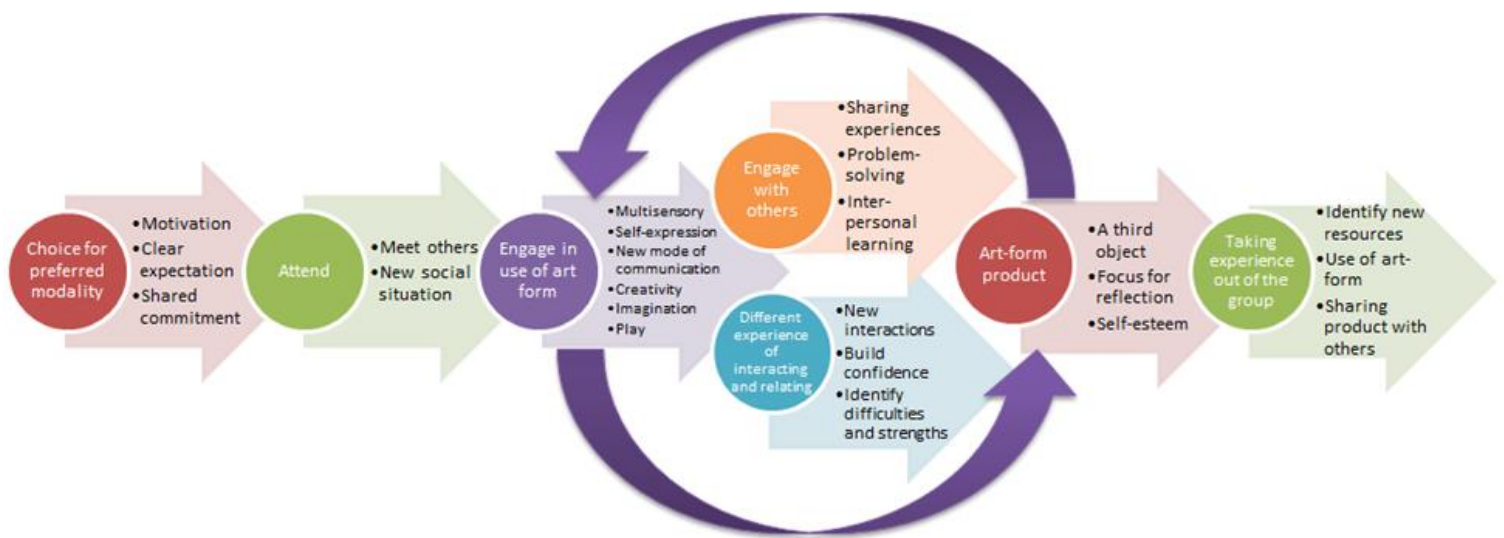 Choice for
preferred
modality
•Motivation
•Clear
expectation
•Shared
commitment
Attend
•Meet others
•New social
situation
Engage in
use of art
form
•Multisensory
•Self-expression
•New mode of
communication
•Creativity
•Imagination
•Play
Engage
with
others
•Sharing
experiences
•Problem-
solving
•Inter-
personal
learning
Different
experience
of
interacting
and relating
•New
interactions
•Build
confidence
•Identify
difficulties
and strengths
Art-form
product
•A third
object
•Focus for
reflection
•Self-esteem
Taking
experience
out of the
group
•Identify new
resources
•Use of art-
form
•Sharing
product with
others